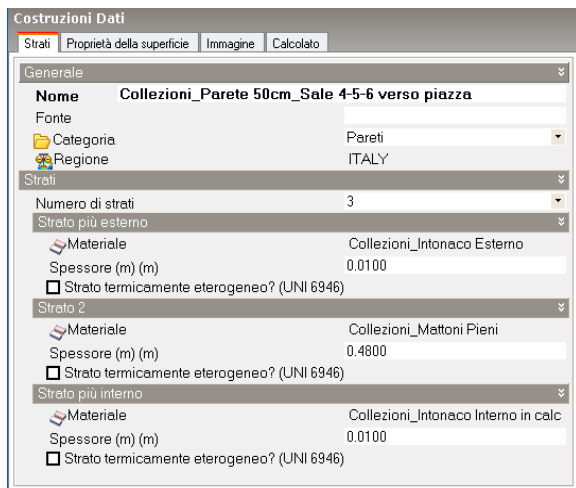 Costruzioni Dati
Strati Proprietà della superficie Immagine Calcolato
Generale
Nome Collezioni_Parete 50cm_Sale 4-5-6 verso piazza
Fonte
Categoria Pareti
Regione ITALY
Strati
Numero di strati 3
Strato più esterno
Materiale Collezioni_Intonaco Esterno
Spessore (m) (m) 0.0100
Strato termicamente eterogeneo? (UNI 6946)
Strato 2
Materiale Collezioni_Mattoni Pieni
Spessore (m) (m) 0.4800
Strato termicamente eterogeneo? (UNI 6946)
Strato più interno
Materiale Collezioni_Intonaco Interno in calc
Spessore (m) (m) 0.0100
Strato termicamente eterogeneo? (UNI 6946)